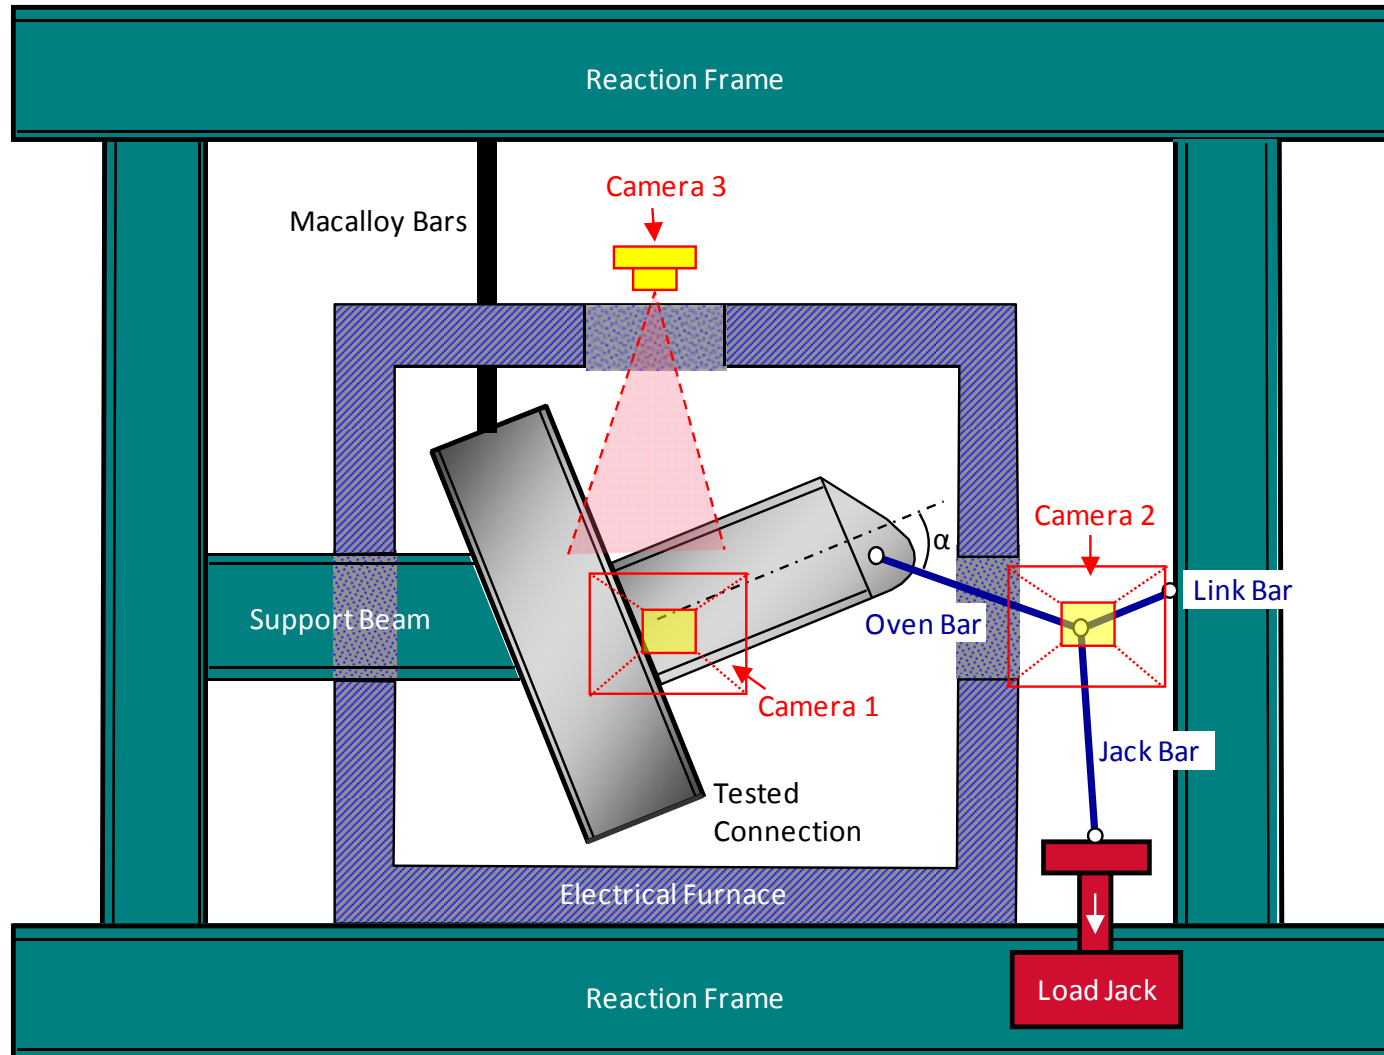 Reaction Frame
Camera 3
Macalloy Bars
Camera 2
α
Link Bar
Support Beam
Oven Bar
Camera 1
Jack Bar
Tested
Connection
Electrical Furnace
Load Jack
Reaction Frame